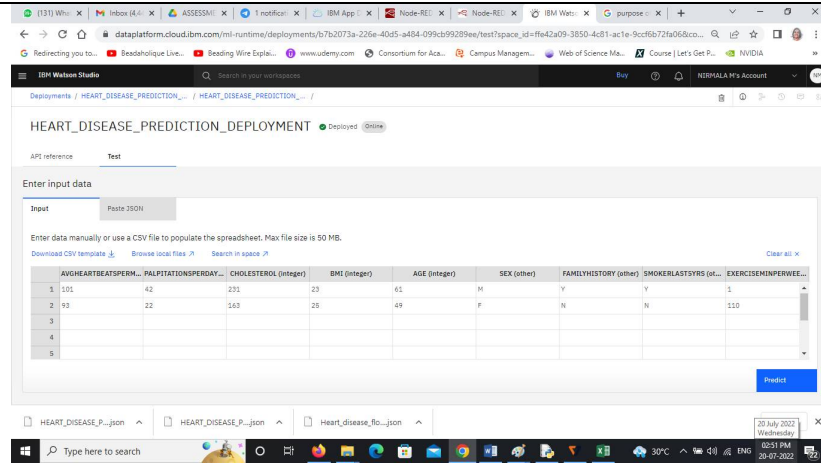 (131) Wha
Inbox (4,4
ASSESSME
1 notificat
IBM App D
Node-RED
Node-RED
IBM Watso
purpose o
dataplatform.cloud.ibm.com/ml-runtime/deployments/b7b2073a-226e-40d5-a484-099cb99289ee/test?space_id=ffe42a09-3850-4c81-ac1e-9ccf6b72fa06&co...
Redirecting you to...
Beadaholique Live...
Beading Wire Explai...
www.udemy.com
Consortium for Aca...
Campus Managem...
Web of Science Ma...
Course | Let's Get P...
NVIDIA
IBM Watson Studio
Search in your workspaces
Buy
NIRMALA M's Account
NM
Deployments / HEART_DISEASE_PREDICTION_... / HEART_DISEASE_PREDICTION_... /
HEART_DISEASE_PREDICTION_DEPLOYMENT Deployed Online
API reference Test
Enter input data
Input Paste JSON
Enter data manually or use a CSV file to populate the spreadsheet. Max file size is 50 MB.
Download CSV template Browse local files Search in space Clear all ×
AVGHEARTBEATSPERM... PALPITATIONSPERDAY... CHOLESTEROL (integer) BMI (integer) AGE (integer) SEX (other) FAMILYHISTORY (other) SMOKERLAST5YRS (ot... EXERCISEMINPERWEE...
1 101 42 231 23 61 M Y Y 1
2 93 22 163 25 49 F N N 110
3
4
5
Predict
HEART_DISEASE_P....json
HEART_DISEASE_P....json
Heart_disease_flo....json
20 July 2022
Wednesday
Type here to search
30°C
ENG
02:51 PM
20-07-2022
22